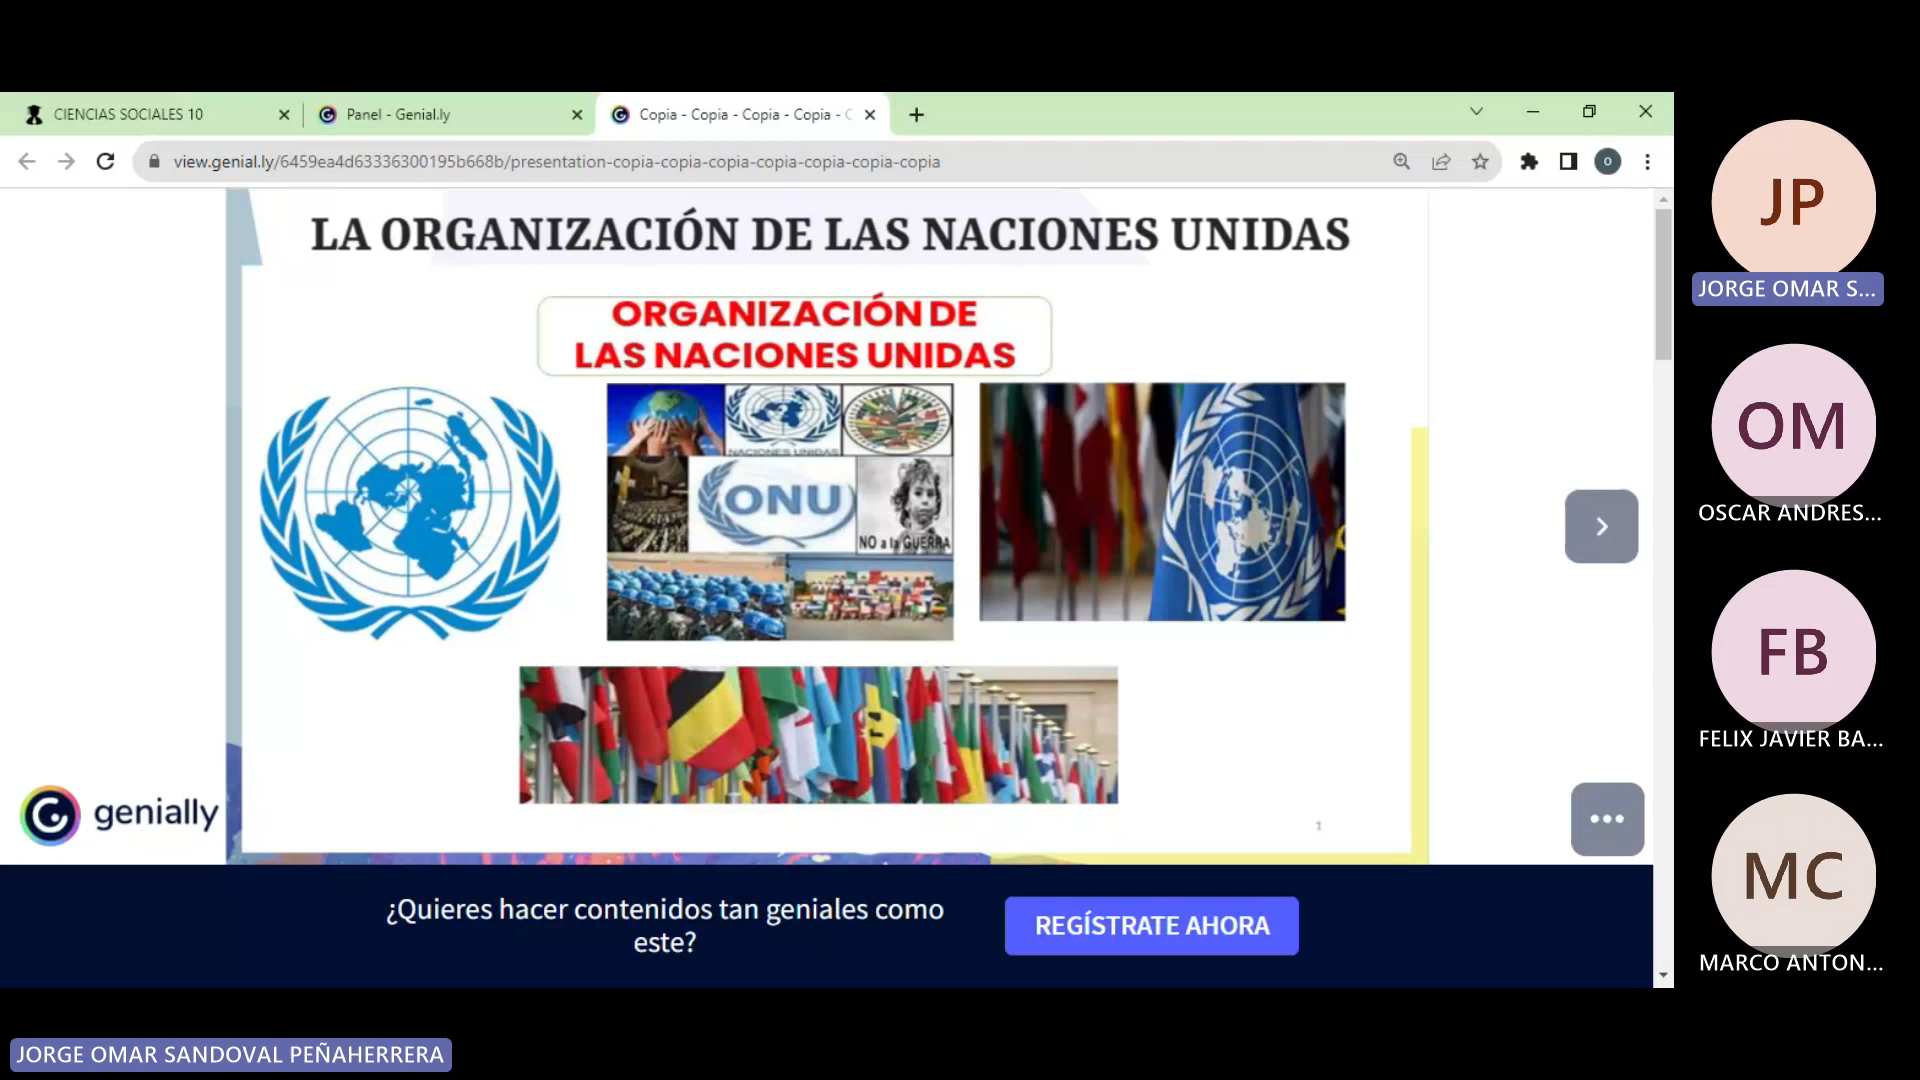 CIENCIAS SOCIALES 10
Panel - Genial.ly
Copia - Copia - Copia - Copia - C
view.genial.ly/6459ea4d63336300195b668b/presentation-copia-copia-copia-copia-copia-copia-copia
O
LA ORGANIZACIÓN DE LAS NACIONES UNIDAS
ORGANIZACIÓN DE
LAS NACIONES UNIDAS
NACIONES UNIDAS
ONU
NO a la GUERRA
1
genially
¿Quieres hacer contenidos tan geniales como
este?
REGÍSTRATE AHORA
JP
JORGE OMAR S...
OM
OSCAR ANDRES...
FB
FELIX JAVIER BA...
MC
MARCO ANTON...
JORGE OMAR SANDOVAL PEÑAHERRERA